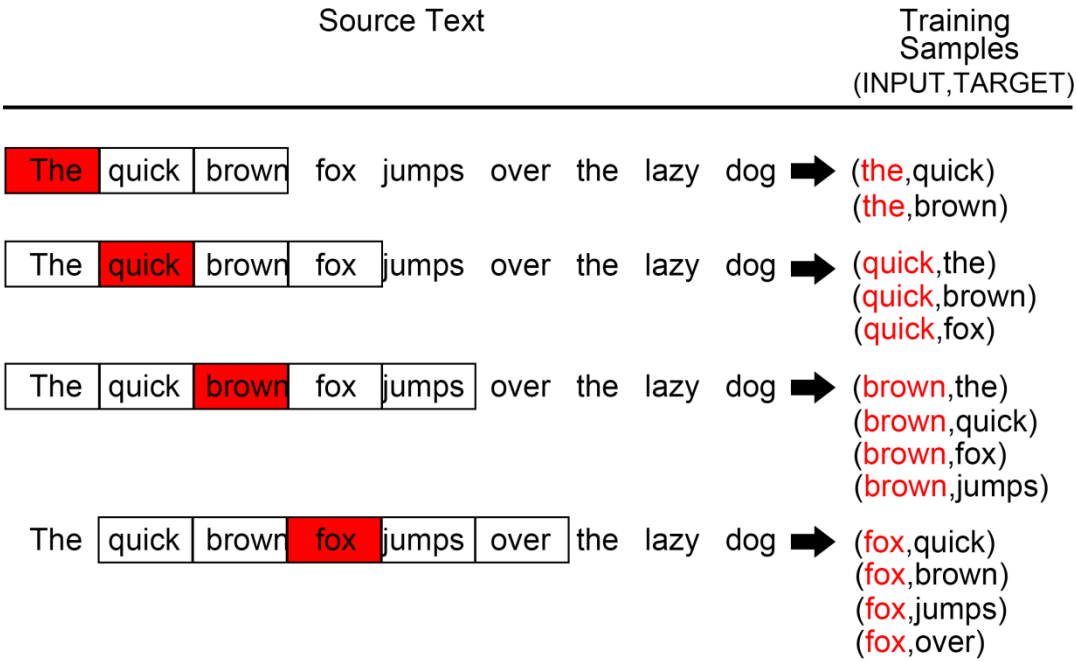 Source Text
Training
Samples
(INPUT,TARGET)
The quick brown fox jumps over the lazy dog
(the,quick)
(the,brown)
The quick brown fox jumps over the lazy dog
(quick,the)
(quick,brown)
(quick,fox)
The quick brown fox jumps over the lazy dog
(brown,the)
(brown,quick)
(brown,fox)
(brown,jumps)
The quick brown fox jumps over the lazy dog
(fox,quick)
(fox,brown)
(fox,jumps)
(fox,over)